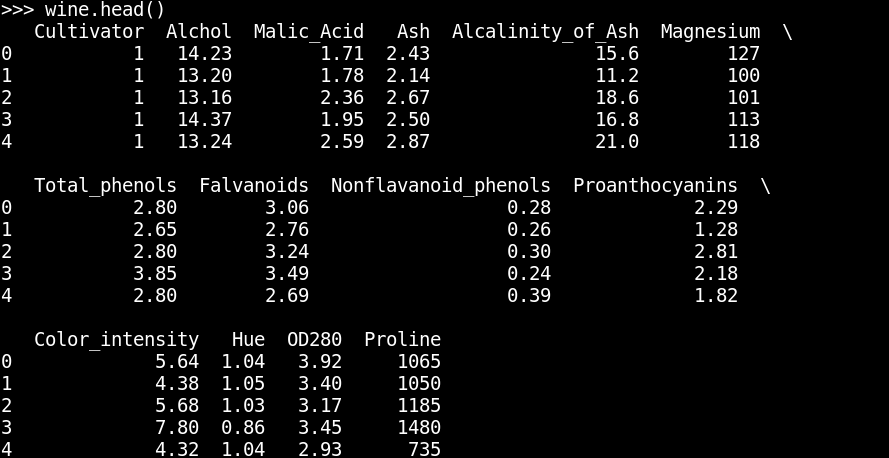 >>> wine.head()
   Cultivator  Alchol  Malic_Acid   Ash  Alcalinity_of_Ash  Magnesium  \
0           1   14.23        1.71  2.43               15.6        127
1           1   13.20        1.78  2.14               11.2        100
2           1   13.16        2.36  2.67               18.6        101
3           1   14.37        1.95  2.50               16.8        113
4           1   13.24        2.59  2.87               21.0        118
   Total_phenols  Falvanoids  Nonflavanoid_phenols  Proanthocyanins  \
0           2.80        3.06                  0.28             2.29
1           2.65        2.76                  0.26             1.28
2           2.80        3.24                  0.30             2.81
3           3.85        3.49                  0.24             2.18
4           2.80        2.69                  0.39             1.82
   Color_intensity   Hue  OD280  Proline
0             5.64  1.04   3.92     1065
1             4.38  1.05   3.40     1050
2             5.68  1.03   3.17     1185
3             7.80  0.86   3.45     1480
4             4.32  1.04   2.93      735